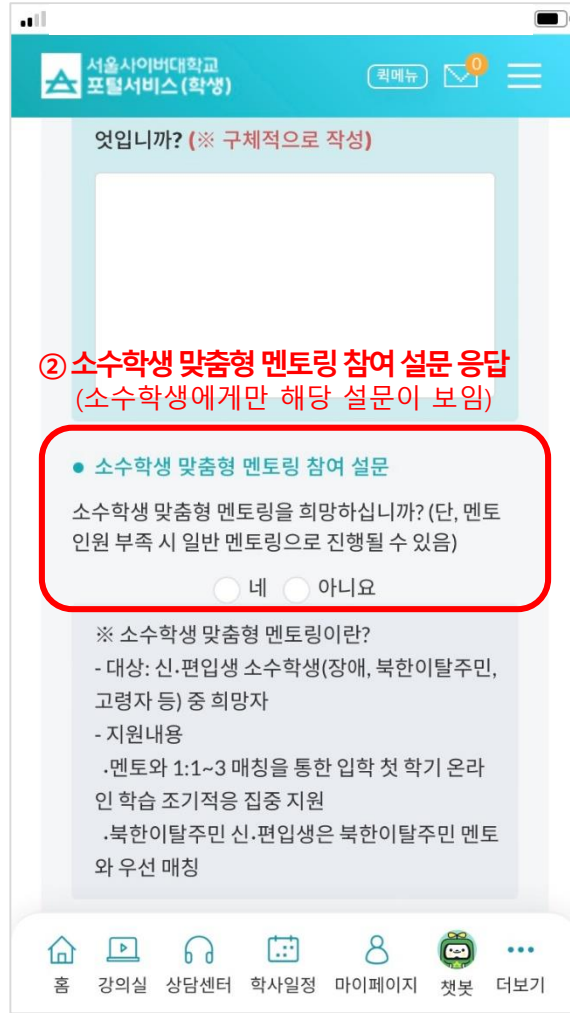 서울사이버대학교
포털서비스(학생)
퀵메뉴
0
엇입니까? (※ 구체적으로 작성)
② 소수학생 맞춤형 멘토링 참여 설문 응답
(소수학생에게만 해당 설문이 보임)
● 소수학생 맞춤형 멘토링 참여 설문
소수학생 맞춤형 멘토링을 희망하십니까? (단, 멘토
인원 부족 시 일반 멘토링으로 진행될 수 있음)
네 아니요
※ 소수학생 맞춤형 멘토링이란?
- 대상: 신·편입생 소수학생(장애, 북한이탈주민,
고령자 등) 중 희망자
- 지원내용
·멘토와 1:1~3 매칭을 통한 입학 첫 학기 온라
인 학습 조기적응 집중 지원
·북한이탈주민 신·편입생은 북한이탈주민 멘토
와 우선 매칭
홈 강의실 상담센터 학사일정 마이페이지 챗봇 더보기